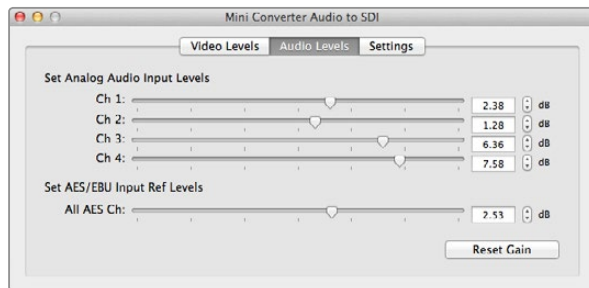 Mini Converter Audio to SDI
Video Levels Audio Levels Settings
Set Analog Audio Input Levels
Ch 1: 2.38 dB
Ch 2: 1.28 dB
Ch 3: 6.36 dB
Ch 4: 7.58 dB
Set AES/EBU Input Ref Levels
All AES Ch: 2.53 dB
Reset Gain